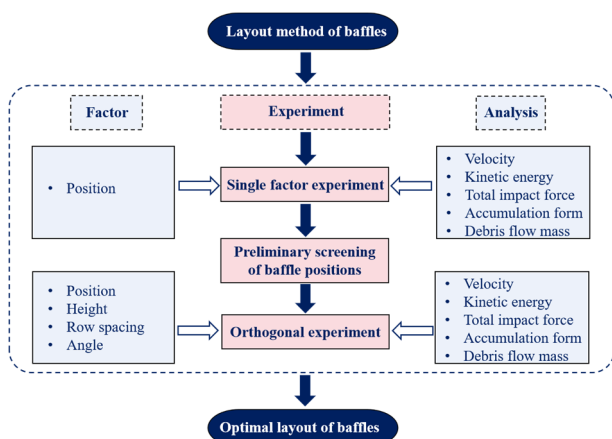 Layout method of baffles
Factor
Experiment
Analysis
• Position
Single factor experiment
• Velocity
• Kinetic energy
• Total impact force
• Accumulation form
• Debris flow mass
Preliminary screening
of baffle positions
• Position
• Height
• Row spacing
• Angle
Orthogonal experiment
• Velocity
• Kinetic energy
• Total impact force
• Accumulation form
• Debris flow mass
Optimal layout of baffles